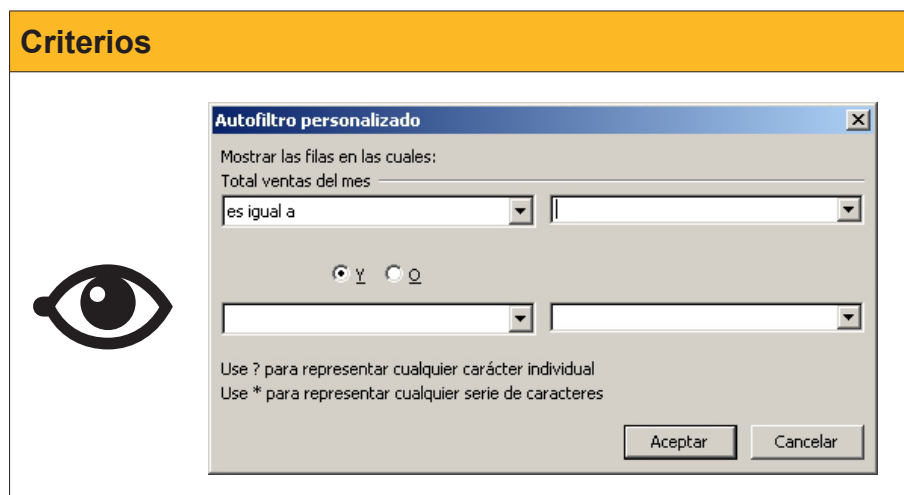 Criterios
Autofiltro personalizado
Mostrar las filas en las cuales:
Total ventas del mes
es igual a
Y O
Use ? para representar cualquier carácter individual
Use * para representar cualquier serie de caracteres
Aceptar Cancelar